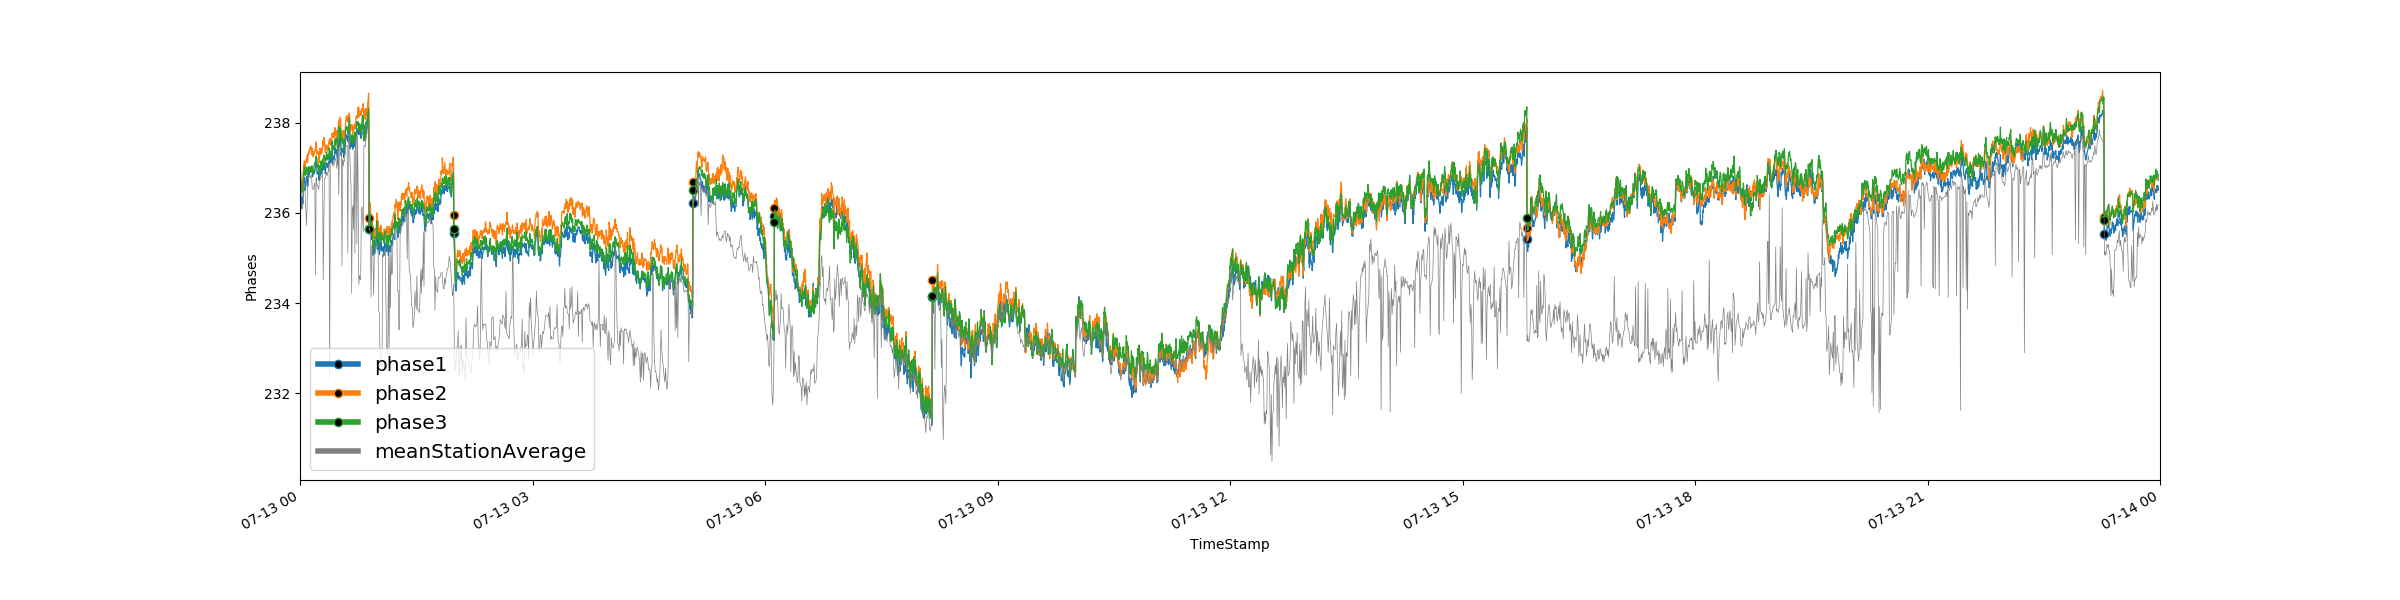 238
236
234
232
Phases
phase1
phase2
phase3
meanStationAverage
07-13 00
07-13 03
07-13 06
07-13 09
07-13 12
07-13 15
07-13 18
07-13 21
07-14 00
TimeStamp